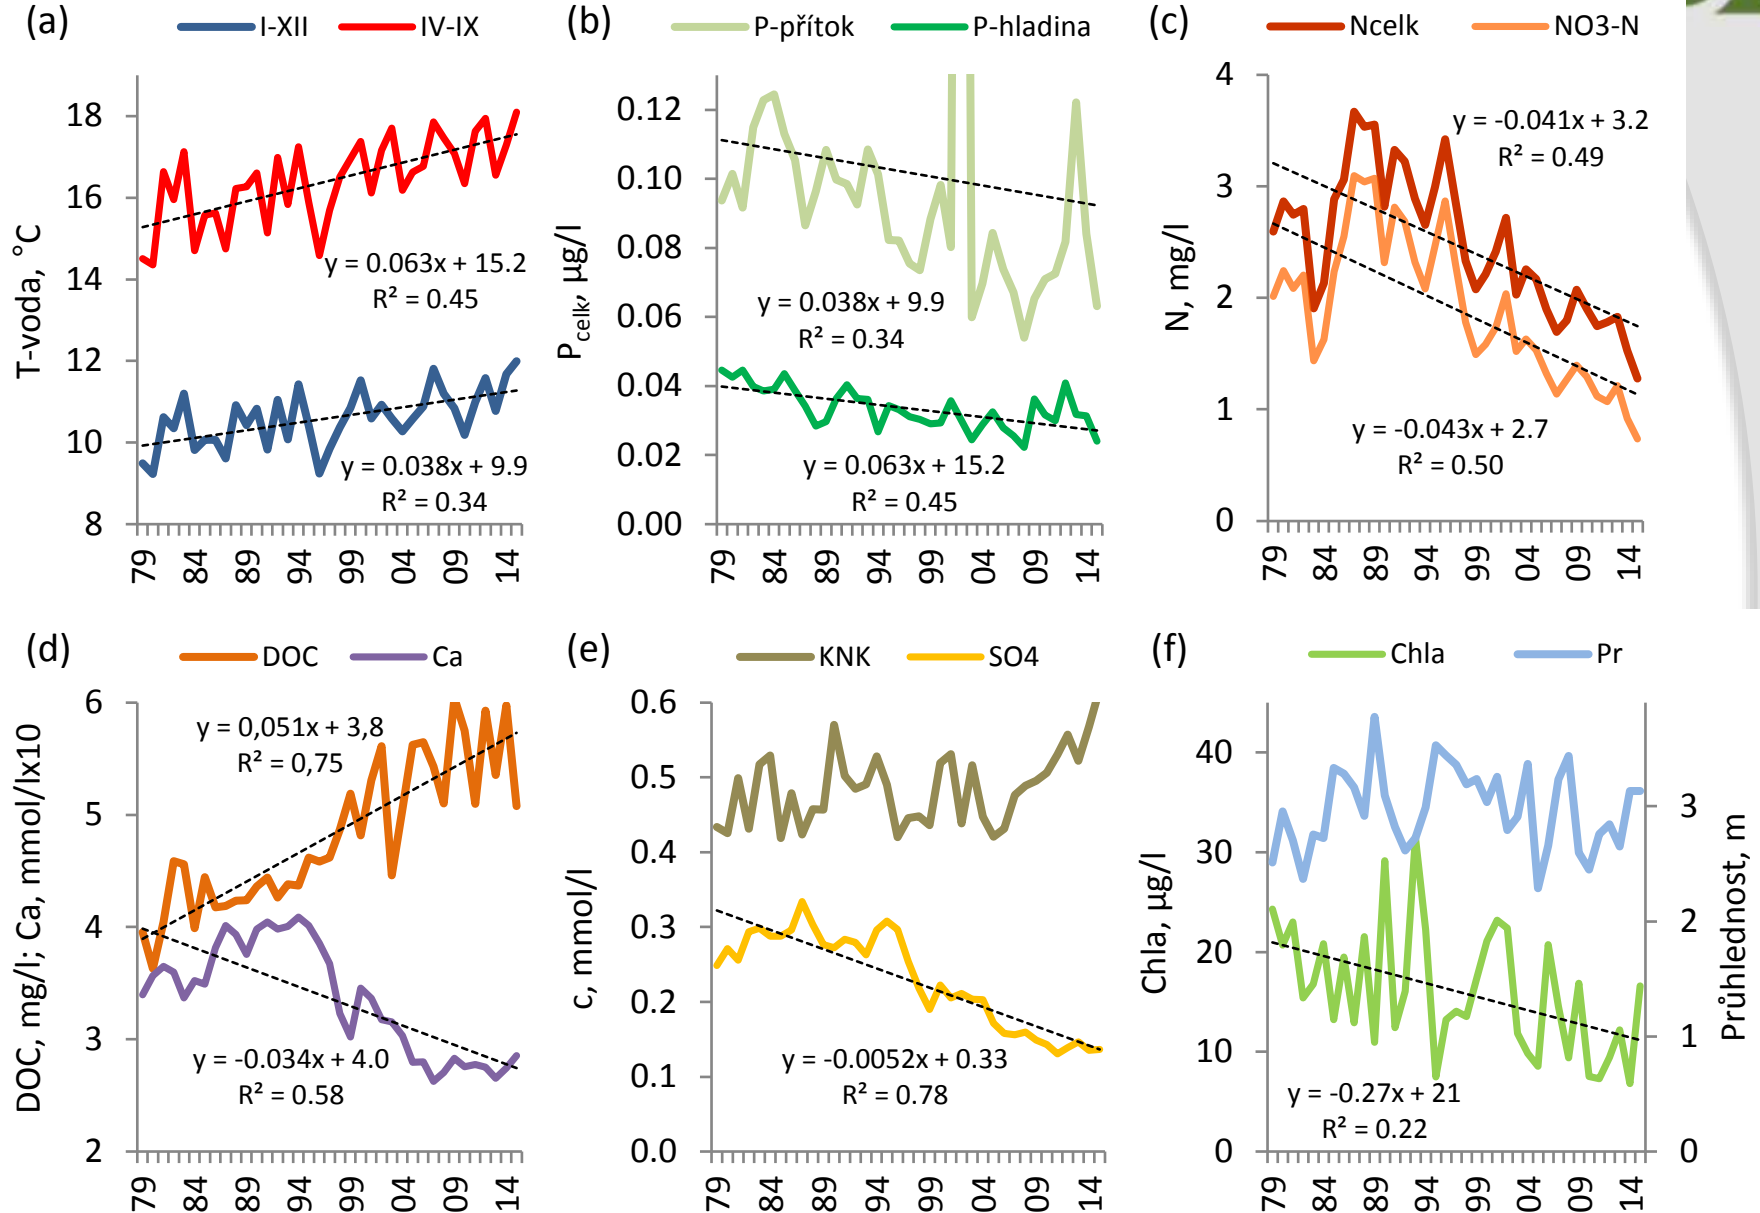 (a) I-XII IV-IX
T-voda, °C
18
16
14
12
10
8
y = 0.063x + 15.2
R² = 0.45
y = 0.038x + 9.9
R² = 0.34
79 84 89 94 99 04 09 14
(b) P-přítok P-hladina
Pcelk, µg/l
0.12
0.10
0.08
0.06
0.04
0.02
0.00
y = 0.038x + 9.9
R² = 0.34
y = 0.063x + 15.2
R² = 0.45
79 84 89 94 99 04 09 14
(c) Ncelk NO3-N
N, mg/l
4
3
2
1
0
y = -0.041x + 3.2
R² = 0.49
y = -0.043x + 2.7
R² = 0.50
79 84 89 94 99 04 09 14
(d) DOC Ca
DOC, mg/l; Ca, mmol/lx10
6
5
4
3
2
y = 0,051x + 3,8
R² = 0,75
y = -0.034x + 4.0
R² = 0.58
79 84 89 94 99 04 09 14
(e) KNK SO4
c, mmol/l
0.6
0.5
0.4
0.3
0.2
0.1
0.0
y = -0.0052x + 0.33
R² = 0.78
79 84 89 94 99 04 09 14
(f) Chla Pr
Chla, µg/l
40
30
20
10
0
y = -0.27x + 21
R² = 0.22
3
2
1
0
Průhlednost, m
79 84 89 94 99 04 09 14